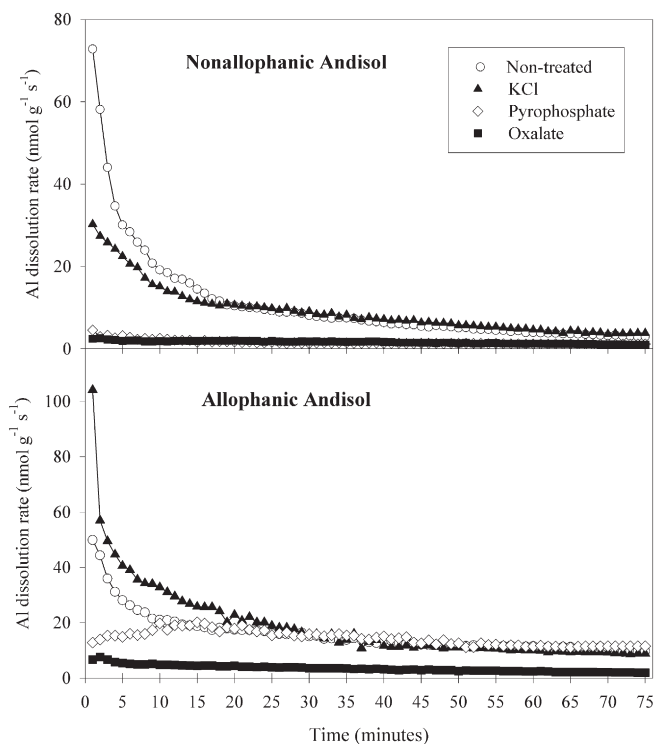 80
60
40
20
0
Al dissolution rate (nmol g⁻¹ s⁻¹)
Nonallophanic Andisol
Non-treated
KCl
Pyrophosphate
Oxalate
100
80
60
40
20
0
Al dissolution rate (nmol g⁻¹ s⁻¹)
Allophanic Andisol
0 5 10 15 20 25 30 35 40 45 50 55 60 65 70 75
Time (minutes)